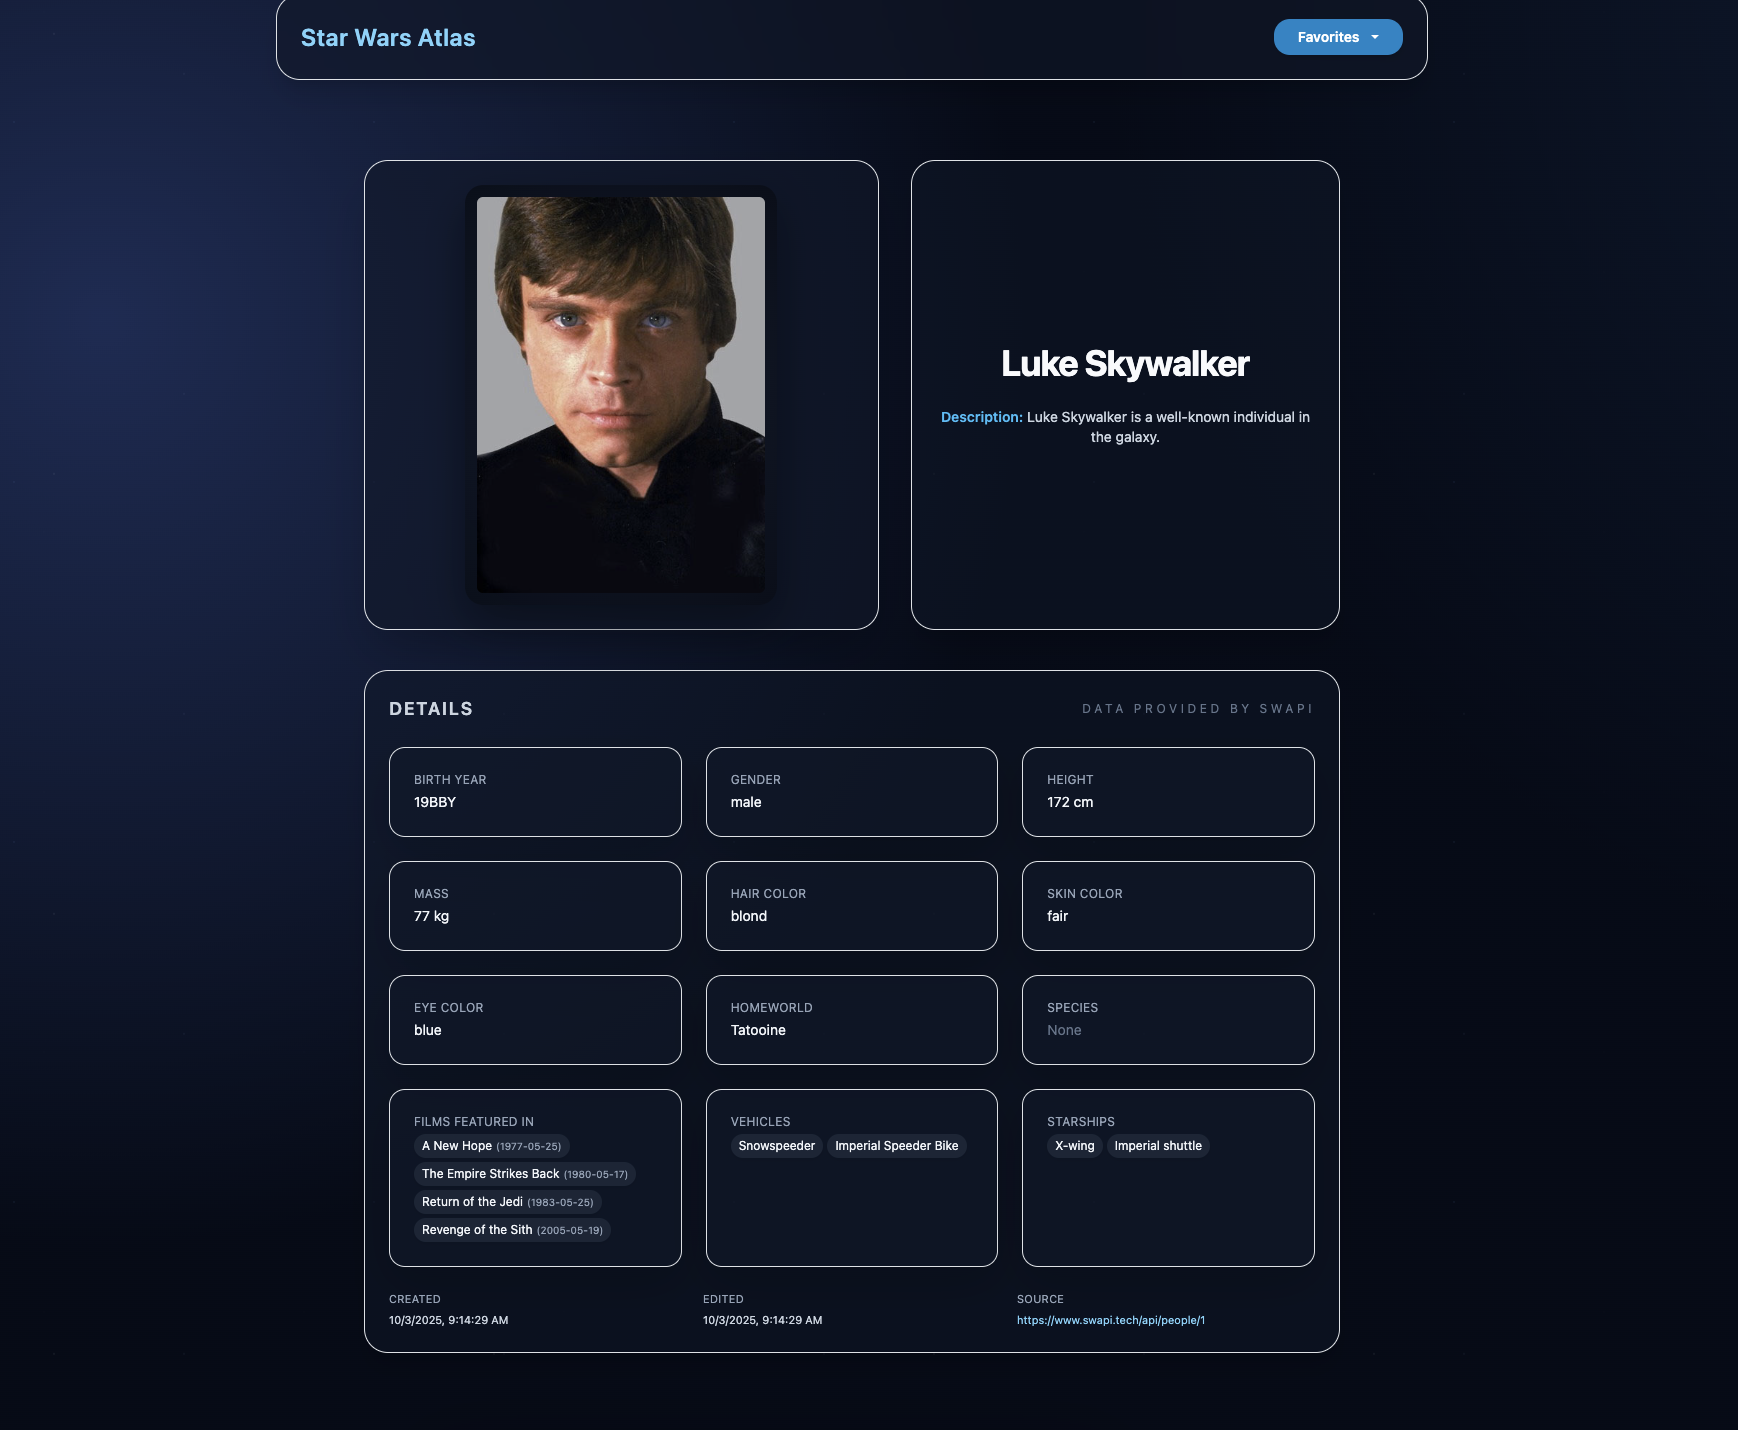 Star Wars Atlas
Favorites
Luke Skywalker
Description: Luke Skywalker is a well-known individual in
the galaxy.
DETAILS
DATA PROVIDED BY SWAPI
BIRTH YEAR
19BBY
GENDER
male
HEIGHT
172 cm
MASS
77 kg
HAIR COLOR
blond
SKIN COLOR
fair
EYE COLOR
blue
HOMEWORLD
Tatooine
SPECIES
None
FILMS FEATURED IN
A New Hope (1977-05-25)
The Empire Strikes Back (1980-05-17)
Return of the Jedi (1983-05-25)
Revenge of the Sith (2005-05-19)
VEHICLES
Snowspeeder Imperial Speeder Bike
STARSHIPS
X-wing Imperial shuttle
CREATED
10/3/2025, 9:14:29 AM
EDITED
10/3/2025, 9:14:29 AM
SOURCE
https://www.swapi.tech/api/people/1